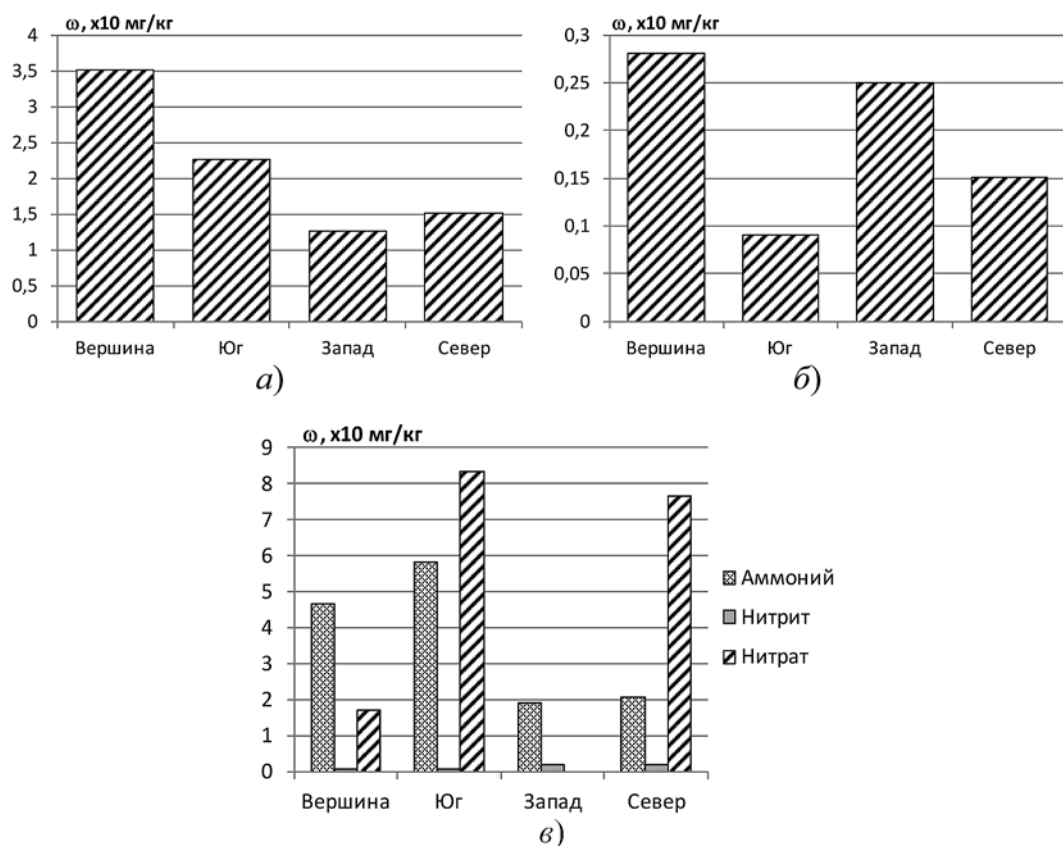 ω, х10 мг/кг
4
3,5
3
2,5
2
1,5
1
0,5
0
Вершина Юг Запад Север
а)
ω, х10 мг/кг
0,3
0,25
0,2
0,15
0,1
0,05
0
Вершина Юг Запад Север
б)
ω, х10 мг/кг
9
8
7
6
5
4
3
2
1
0
Вершина Юг Запад Север
Аммоний
Нитрит
Нитрат
в)